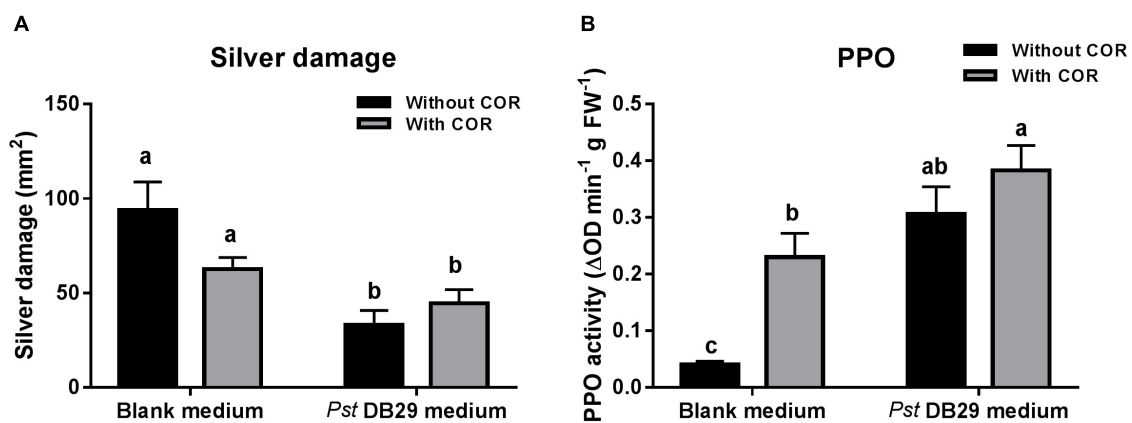 A
Silver damage
Without COR
With COR
Silver damage (mm²)
150
100
50
0
a
a
b
b
Blank medium
Pst DB29 medium
B
PPO
Without COR
With COR
PPO activity (ΔOD min⁻¹ g FW⁻¹)
0.5
0.4
0.3
0.2
0.1
0.0
c
b
ab
a
Blank medium
Pst DB29 medium